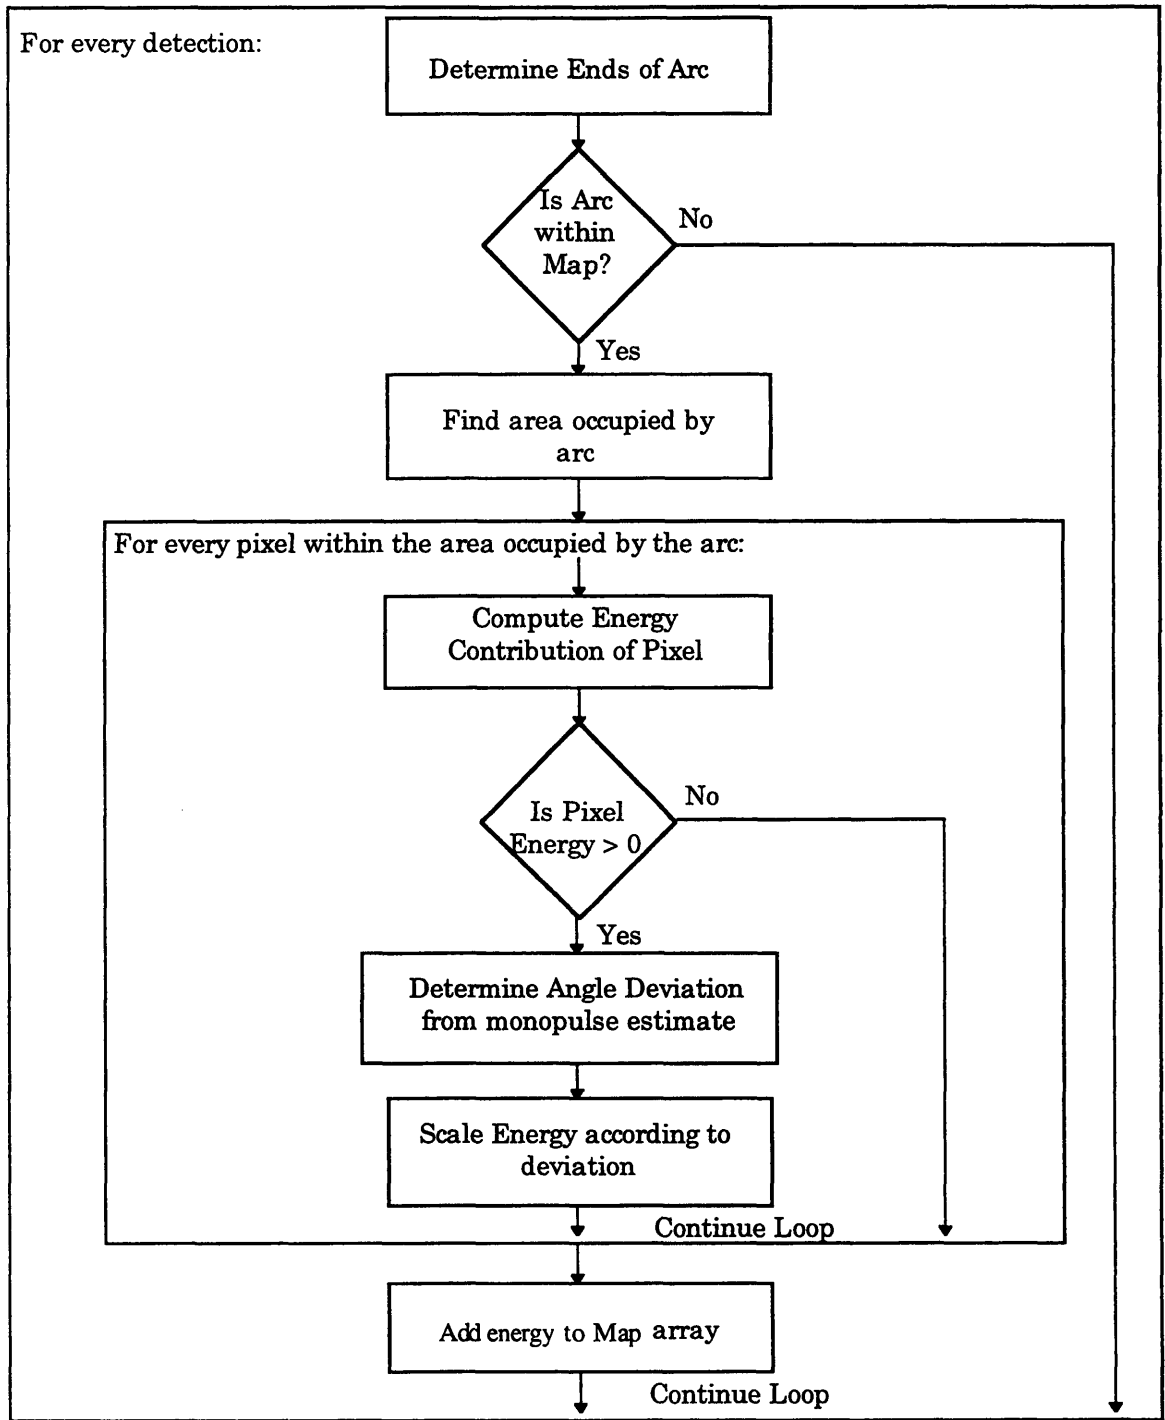 For every detection:
Determine Ends of Arc
Is Arc
within
Map?
No
Yes
Find area occupied by
arc
For every pixel within the area occupied by the arc:
Compute Energy
Contribution of Pixel
Is Pixel
Energy > 0
No
Yes
Determine Angle Deviation
from monopulse estimate
Scale Energy according to
deviation
Continue Loop
Add energy to Map array
Continue Loop